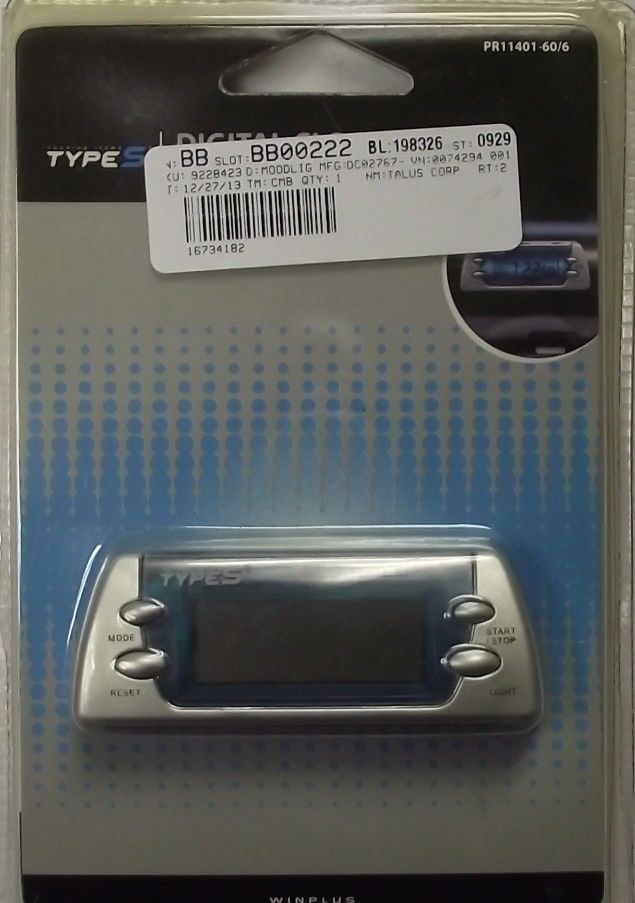 PR11401-60/6
TYPE S | DIGITAL
: BB SLOT:BB00222 BL:198326 ST:0929
: 9228423 D:MOODLIG MFG:DC02767- VN:0074294 001
: 12/27/13 TM:CMB QTY: 1 NM:TALUS CORP RT:2
16734182
TYPE S
MODE
START
/STOP
RESET
LIGHT
WINPLUS